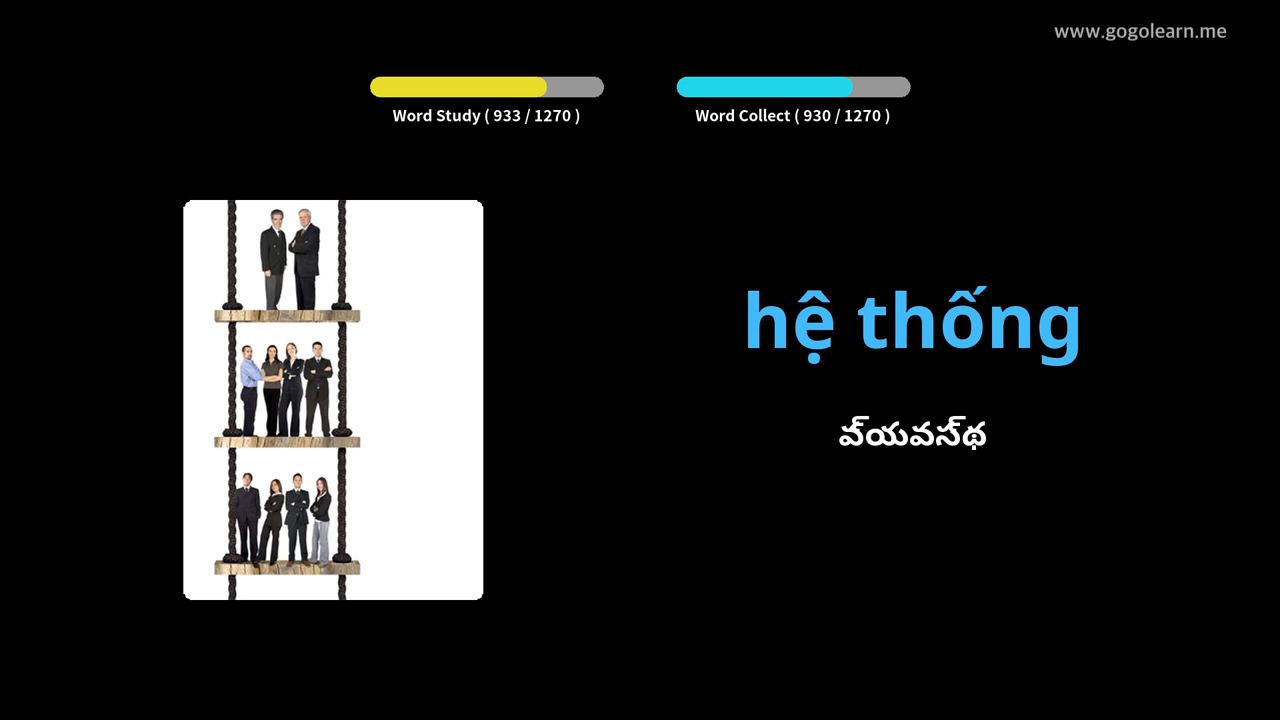 www.gogolearn.me
Word Study ( 933 / 1270 )
Word Collect ( 930 / 1270 )
hệ thống
వ్యవస్థ